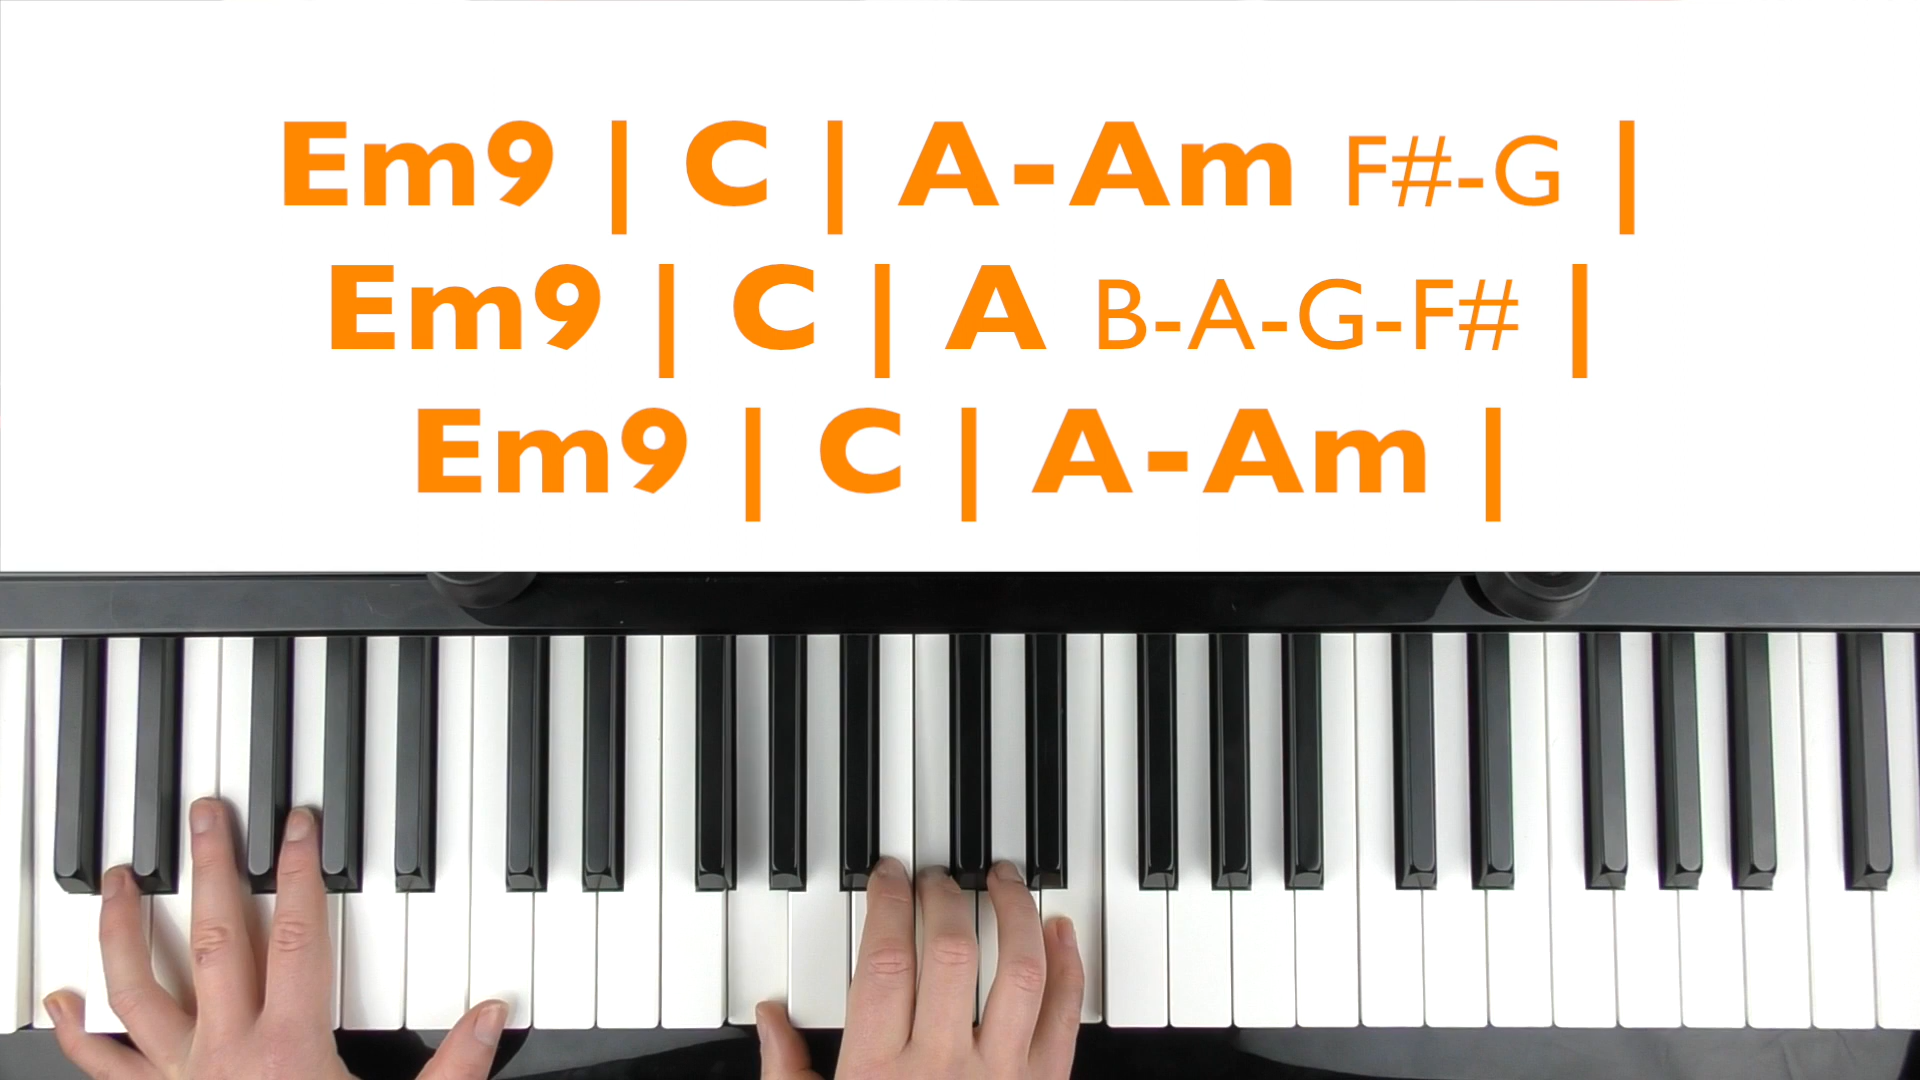 Em9 | C | A-Am F#-G |
Em9 | C | A B-A-G-F# |
Em9 | C | A-Am |